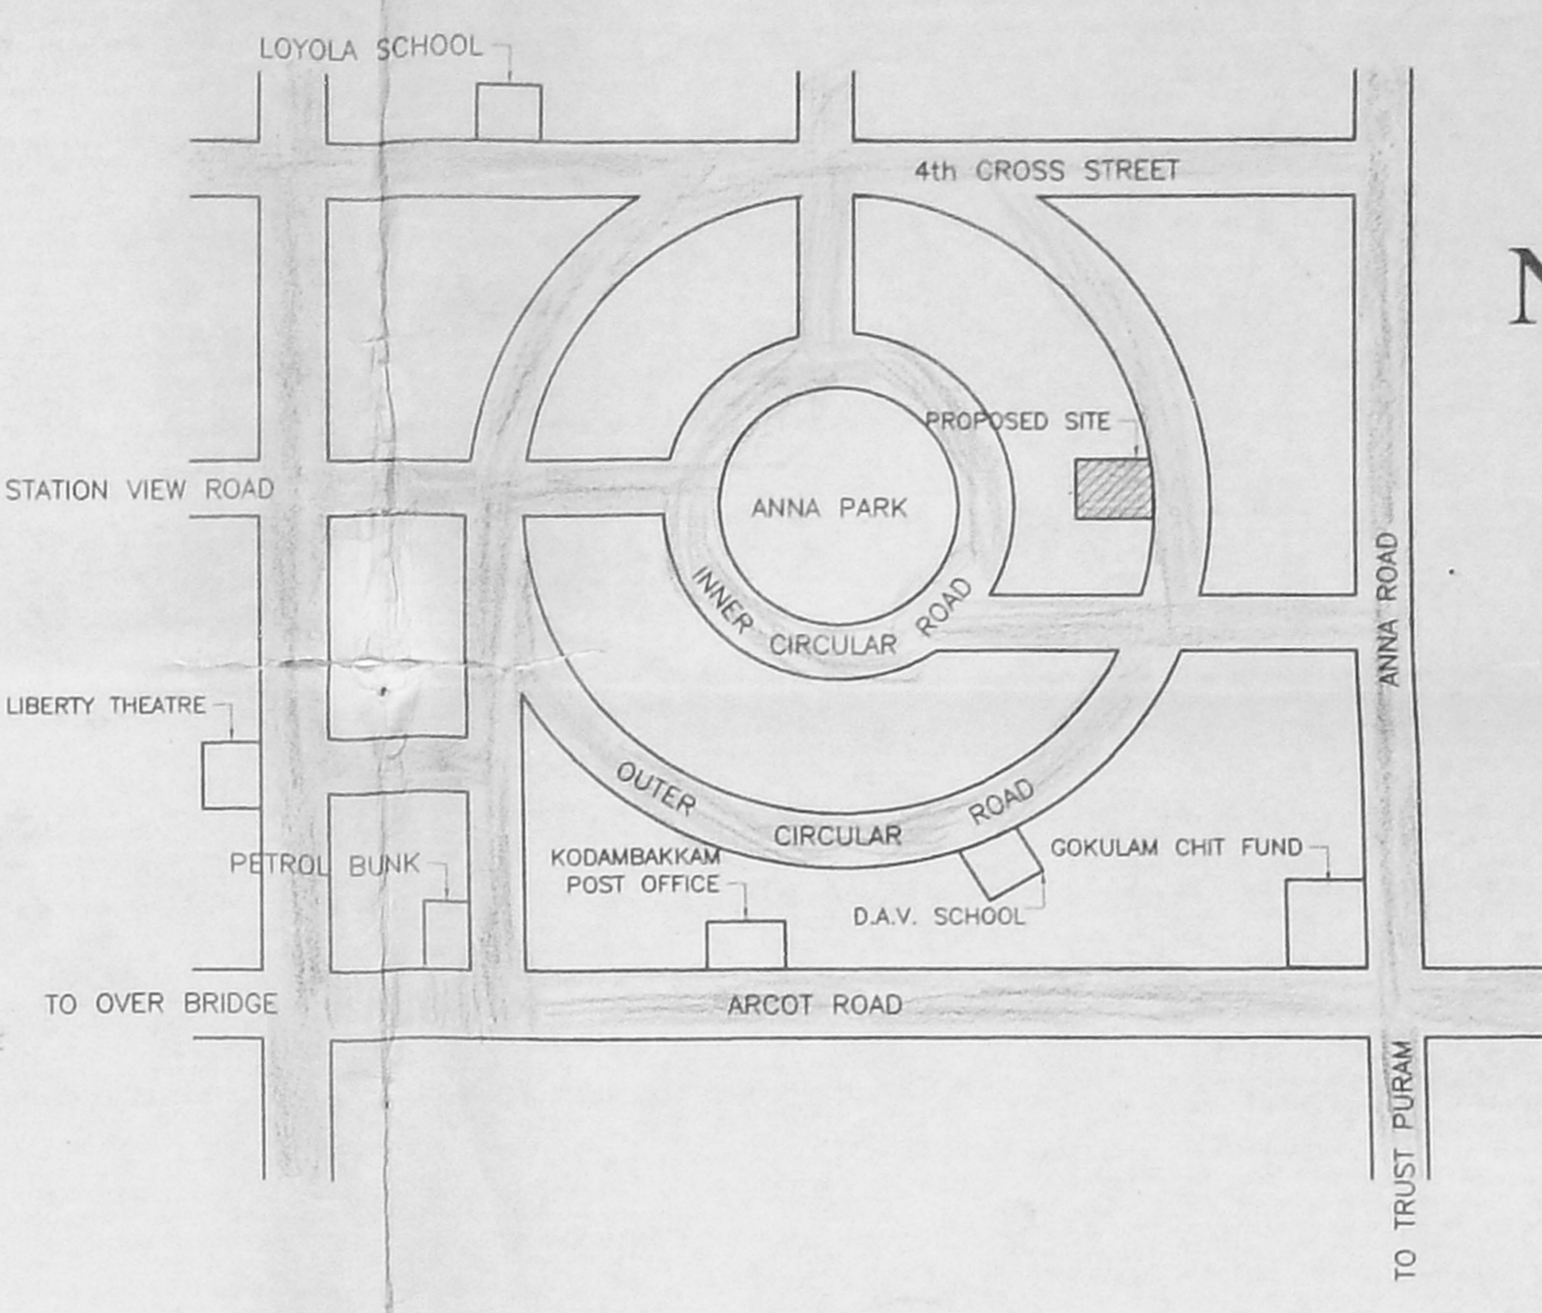 LOYOLA SCHOOL
4th CROSS STREET
N
PROPOSED SITE
STATION VIEW ROAD
ANNA PARK
INNER CIRCULAR ROAD
ANNA ROAD
LIBERTY THEATRE
OUTER CIRCULAR ROAD
PETROL BUNK
KODAMBAKKAM
POST OFFICE
GOKULAM CHIT FUND
D.A.V. SCHOOL
TO OVER BRIDGE
ARCOT ROAD
TO TRUST PURAM